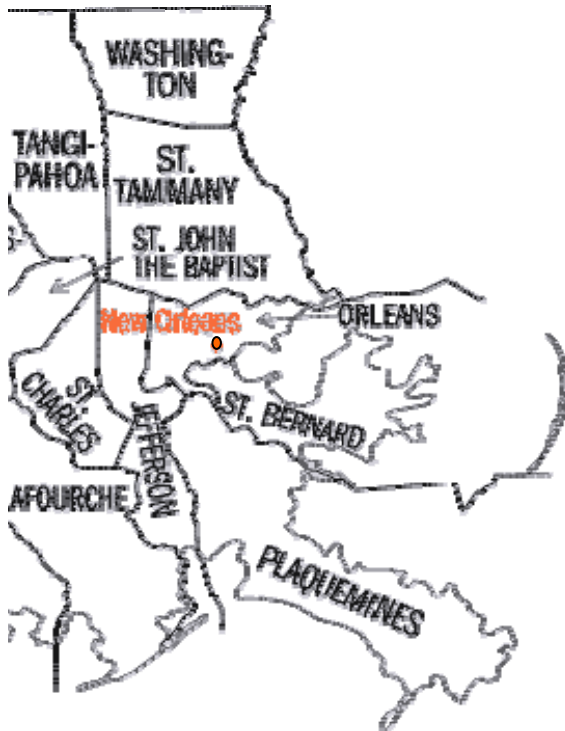 WASHING-
TON
TANGI-
PAHOA
ST.
TAMMANY
S-
ST. JOHN
THE BAPTIST
New Orleans
ORLEANS
ST.
CHARLES
JEFFERSON
ST. BERNARD
AFOURCHE
PLAQUEMINES